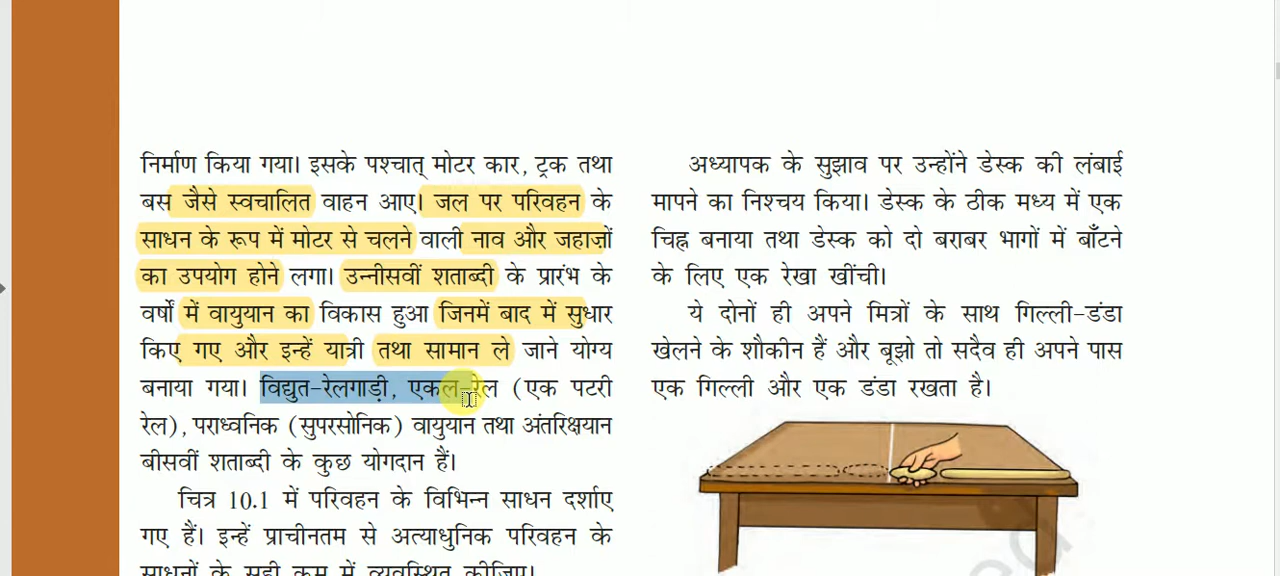 निर्माण किया गया। इसके पश्चात् मोटर कार, ट्रक तथा
बस जैसे स्वचालित वाहन आए। जल पर परिवहन के
साधन के रूप में मोटर से चलने वाली नाव और जहाज़ों
का उपयोग होने लगा। उन्नीसवीं शताब्दी के प्रारंभ के
वर्षों में वायुयान का विकास हुआ जिनमें बाद में सुधार
किए गए और इन्हें यात्री तथा सामान ले जाने योग्य
बनाया गया। विद्युत-रेलगाड़ी, एकल-रेल (एक पटरी
रेल), पराध्वनिक (सुपरसोनिक) वायुयान तथा अंतरिक्षयान
बीसवीं शताब्दी के कुछ योगदान हैं।
चित्र 10.1 में परिवहन के विभिन्न साधन दर्शाए
गए हैं। इन्हें प्राचीनतम से अत्याधुनिक परिवहन के
साधनों के सही क्रम में व्यवस्थित कीजिए।
अध्यापक के सुझाव पर उन्होंने डेस्क की लंबाई
मापने का निश्चय किया। डेस्क के ठीक मध्य में एक
चिह्न बनाया तथा डेस्क को दो बराबर भागों में बाँटने
के लिए एक रेखा खींची।
ये दोनों ही अपने मित्रों के साथ गिल्ली-डंडा
खेलने के शौकीन हैं और बूझो तो सदैव ही अपने पास
एक गिल्ली और एक डंडा रखता है।